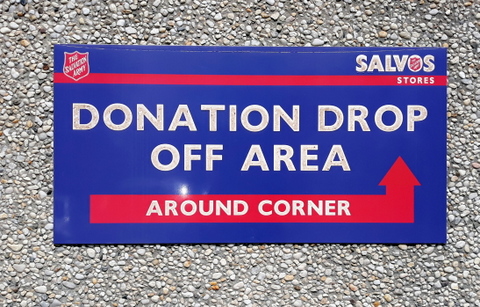 THE
SALVATION
ARMY
SALVOS
STORES
DONATION DROP
OFF AREA
AROUND CORNER